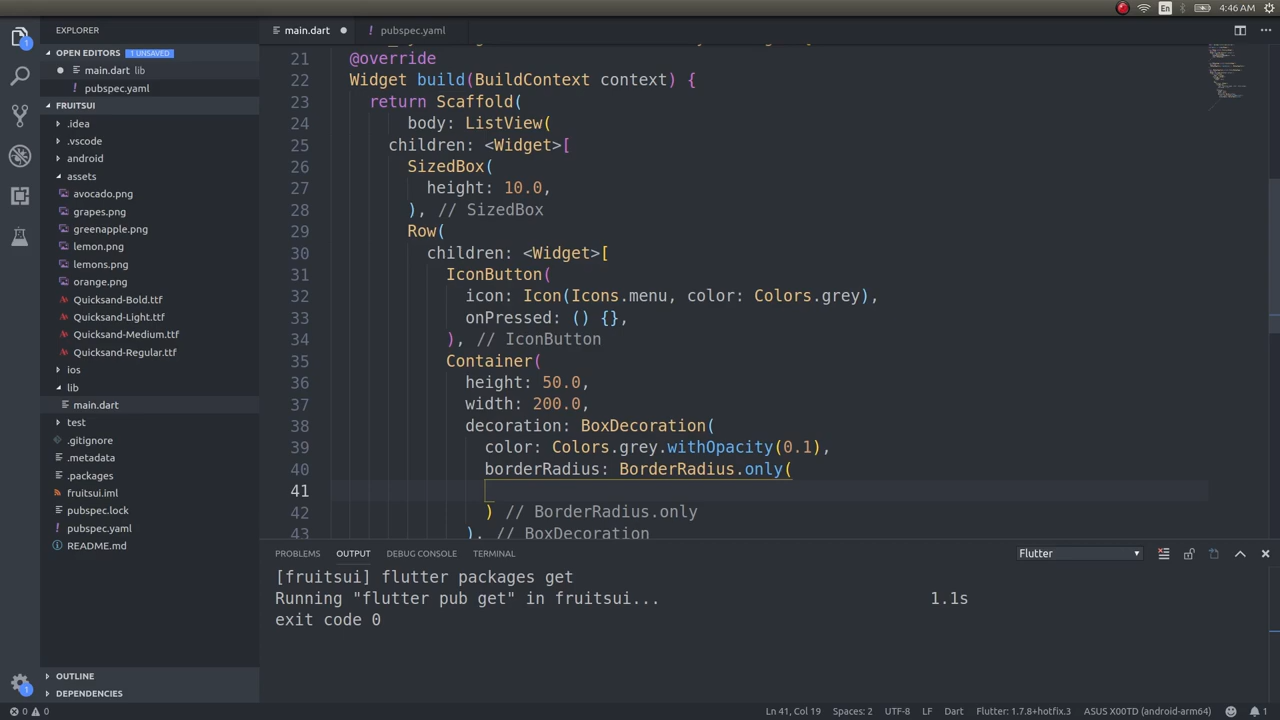 En 4:46 AM
EXPLORER
main.dart
pubspec.yaml
OPEN EDITORS 1 UNSAVED
main.dart lib
pubspec.yaml
FRUITSUI
.idea
.vscode
android
assets
avocado.png
grapes.png
greenapple.png
lemon.png
lemons.png
orange.png
Quicksand-Bold.ttf
Quicksand-Light.ttf
Quicksand-Medium.ttf
Quicksand-Regular.ttf
ios
lib
main.dart
test
.gitignore
.metadata
.packages
fruitsui.iml
pubspec.lock
pubspec.yaml
README.md
OUTLINE
DEPENDENCIES
21 @override
22 Widget build(BuildContext context) {
23 return Scaffold(
24 body: ListView(
25 children: <Widget>[
26 SizedBox(
27 height: 10.0,
28 ), // SizedBox
29 Row(
30 children: <Widget>[
31 IconButton(
32 icon: Icon(Icons.menu, color: Colors.grey),
33 onPressed: () {},
34 ), // IconButton
35 Container(
36 height: 50.0,
37 width: 200.0,
38 decoration: BoxDecoration(
39 color: Colors.grey.withOpacity(0.1),
40 borderRadius: BorderRadius.only(
41
42 ) // BorderRadius.only
43 ), // BoxDecoration
PROBLEMS OUTPUT DEBUG CONSOLE TERMINAL Flutter
[fruitsui] flutter packages get
Running "flutter pub get" in fruitsui... 1.1s
exit code 0
1
1
1
0 0 Ln 41, Col 19 Spaces: 2 UTF-8 LF Dart Flutter: 1.7.8+hotfix.3 ASUS X00TD (android-arm64) 1